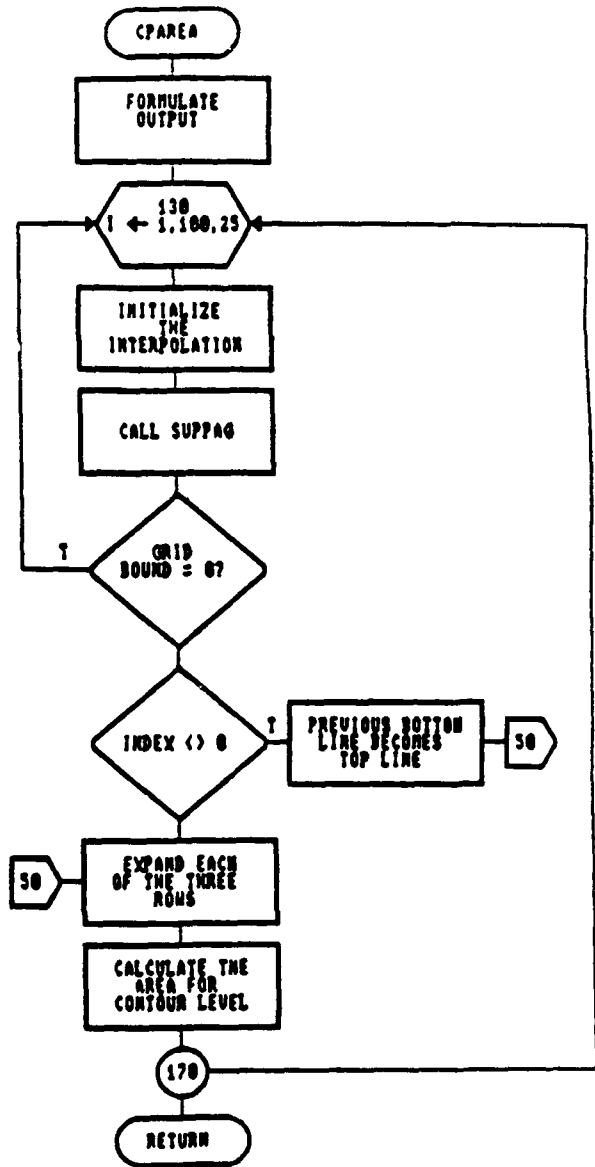 CPAREA
FORMULATE
OUTPUT
130
I ← 1,100,25
INITIALIZE
THE
INTERPOLATION
CALL SUPPAG
GRID
BOUND = 0?
T
INDEX <> 0
T
PREVIOUS BOTTOM
LINE BECOMES
TOP LINE
50
50
EXPAND EACH
OF THE THREE
ROWS
CALCULATE THE
AREA FOR
CONTOUR LEVEL
170
RETURN